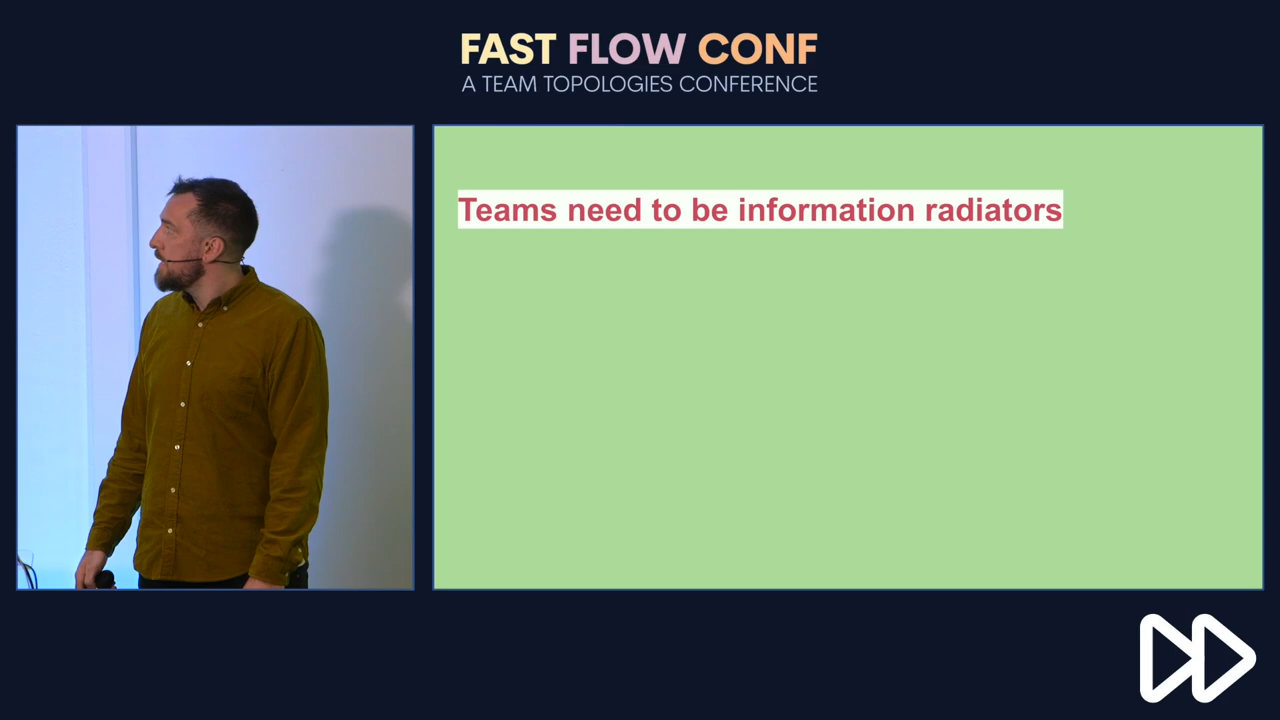 FAST FLOW CONF
A TEAM TOPOLOGIES CONFERENCE
Teams need to be information radiators